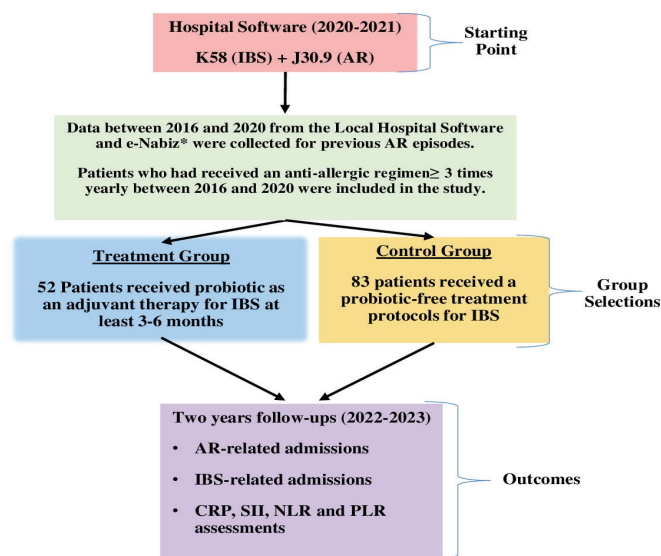 Hospital Software (2020-2021)
K58 (IBS) + J30.9 (AR)
Starting
Point
Data between 2016 and 2020 from the Local Hospital Software
and e-Nabiz* were collected for previous AR episodes.
Patients who had received an anti-allergic regimen≥ 3 times
yearly between 2016 and 2020 were included in the study.
Treatment Group
52 Patients received probiotic as
an adjuvant therapy for IBS at
least 3-6 months
Control Group
83 patients received a
probiotic-free treatment
protocols for IBS
Group
Selections
Two years follow-ups (2022-2023)
• AR-related admissions
• IBS-related admissions
• CRP, SII, NLR and PLR
assessments
Outcomes